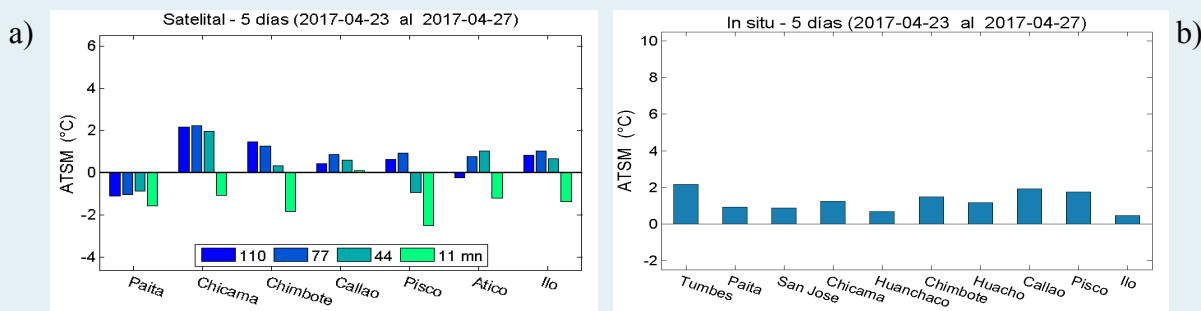 a)
Satelital - 5 días (2017-04-23 al 2017-04-27)
ATSM (°C)
6
4
2
0
-2
-4
110 77 44 11 mn
Paita Chicama Chimbote Callao Pisco Atico Ilo
b)
In situ - 5 días (2017-04-23 al 2017-04-27)
ATSM (°C)
10
8
6
4
2
0
-2
Tumbes Paita San Jose Chicama Huanchaco Chimbote Huacho Callao Pisco Ilo